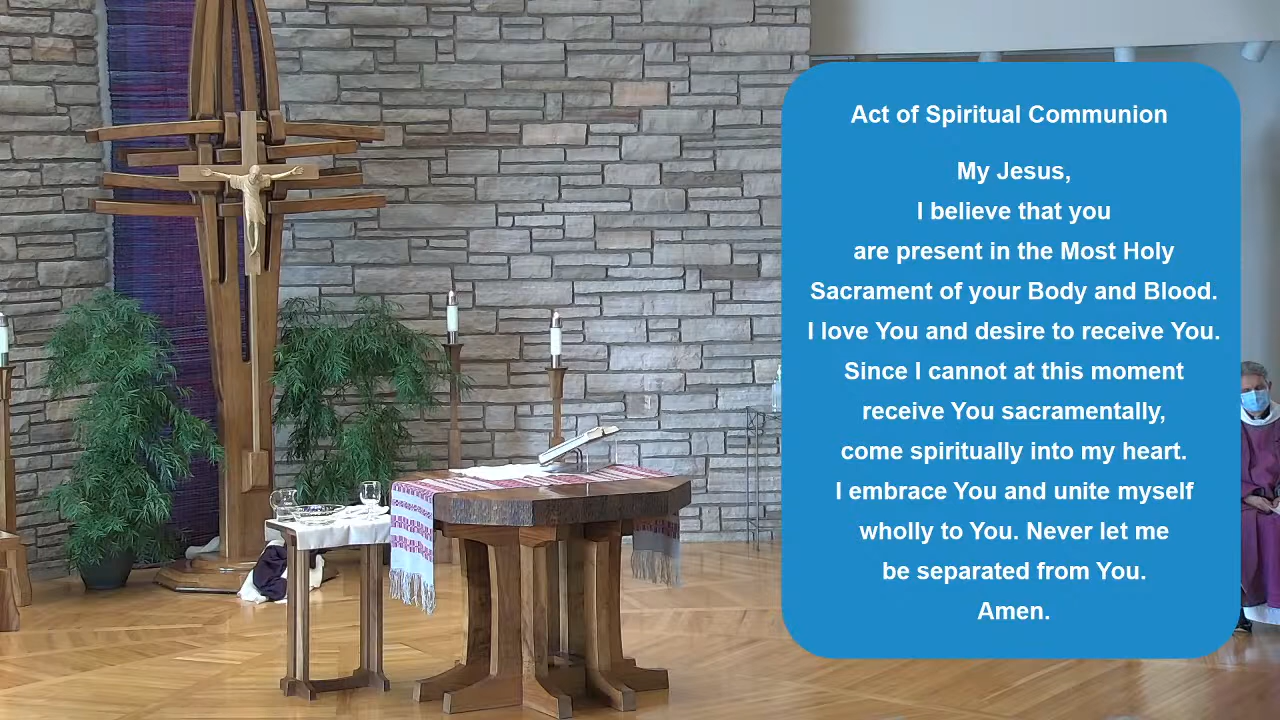 Act of Spiritual Communion
My Jesus,
I believe that you
are present in the Most Holy
Sacrament of your Body and Blood.
I love You and desire to receive You.
Since I cannot at this moment
receive You sacramentally,
come spiritually into my heart.
I embrace You and unite myself
wholly to You. Never let me
be separated from You.
Amen.